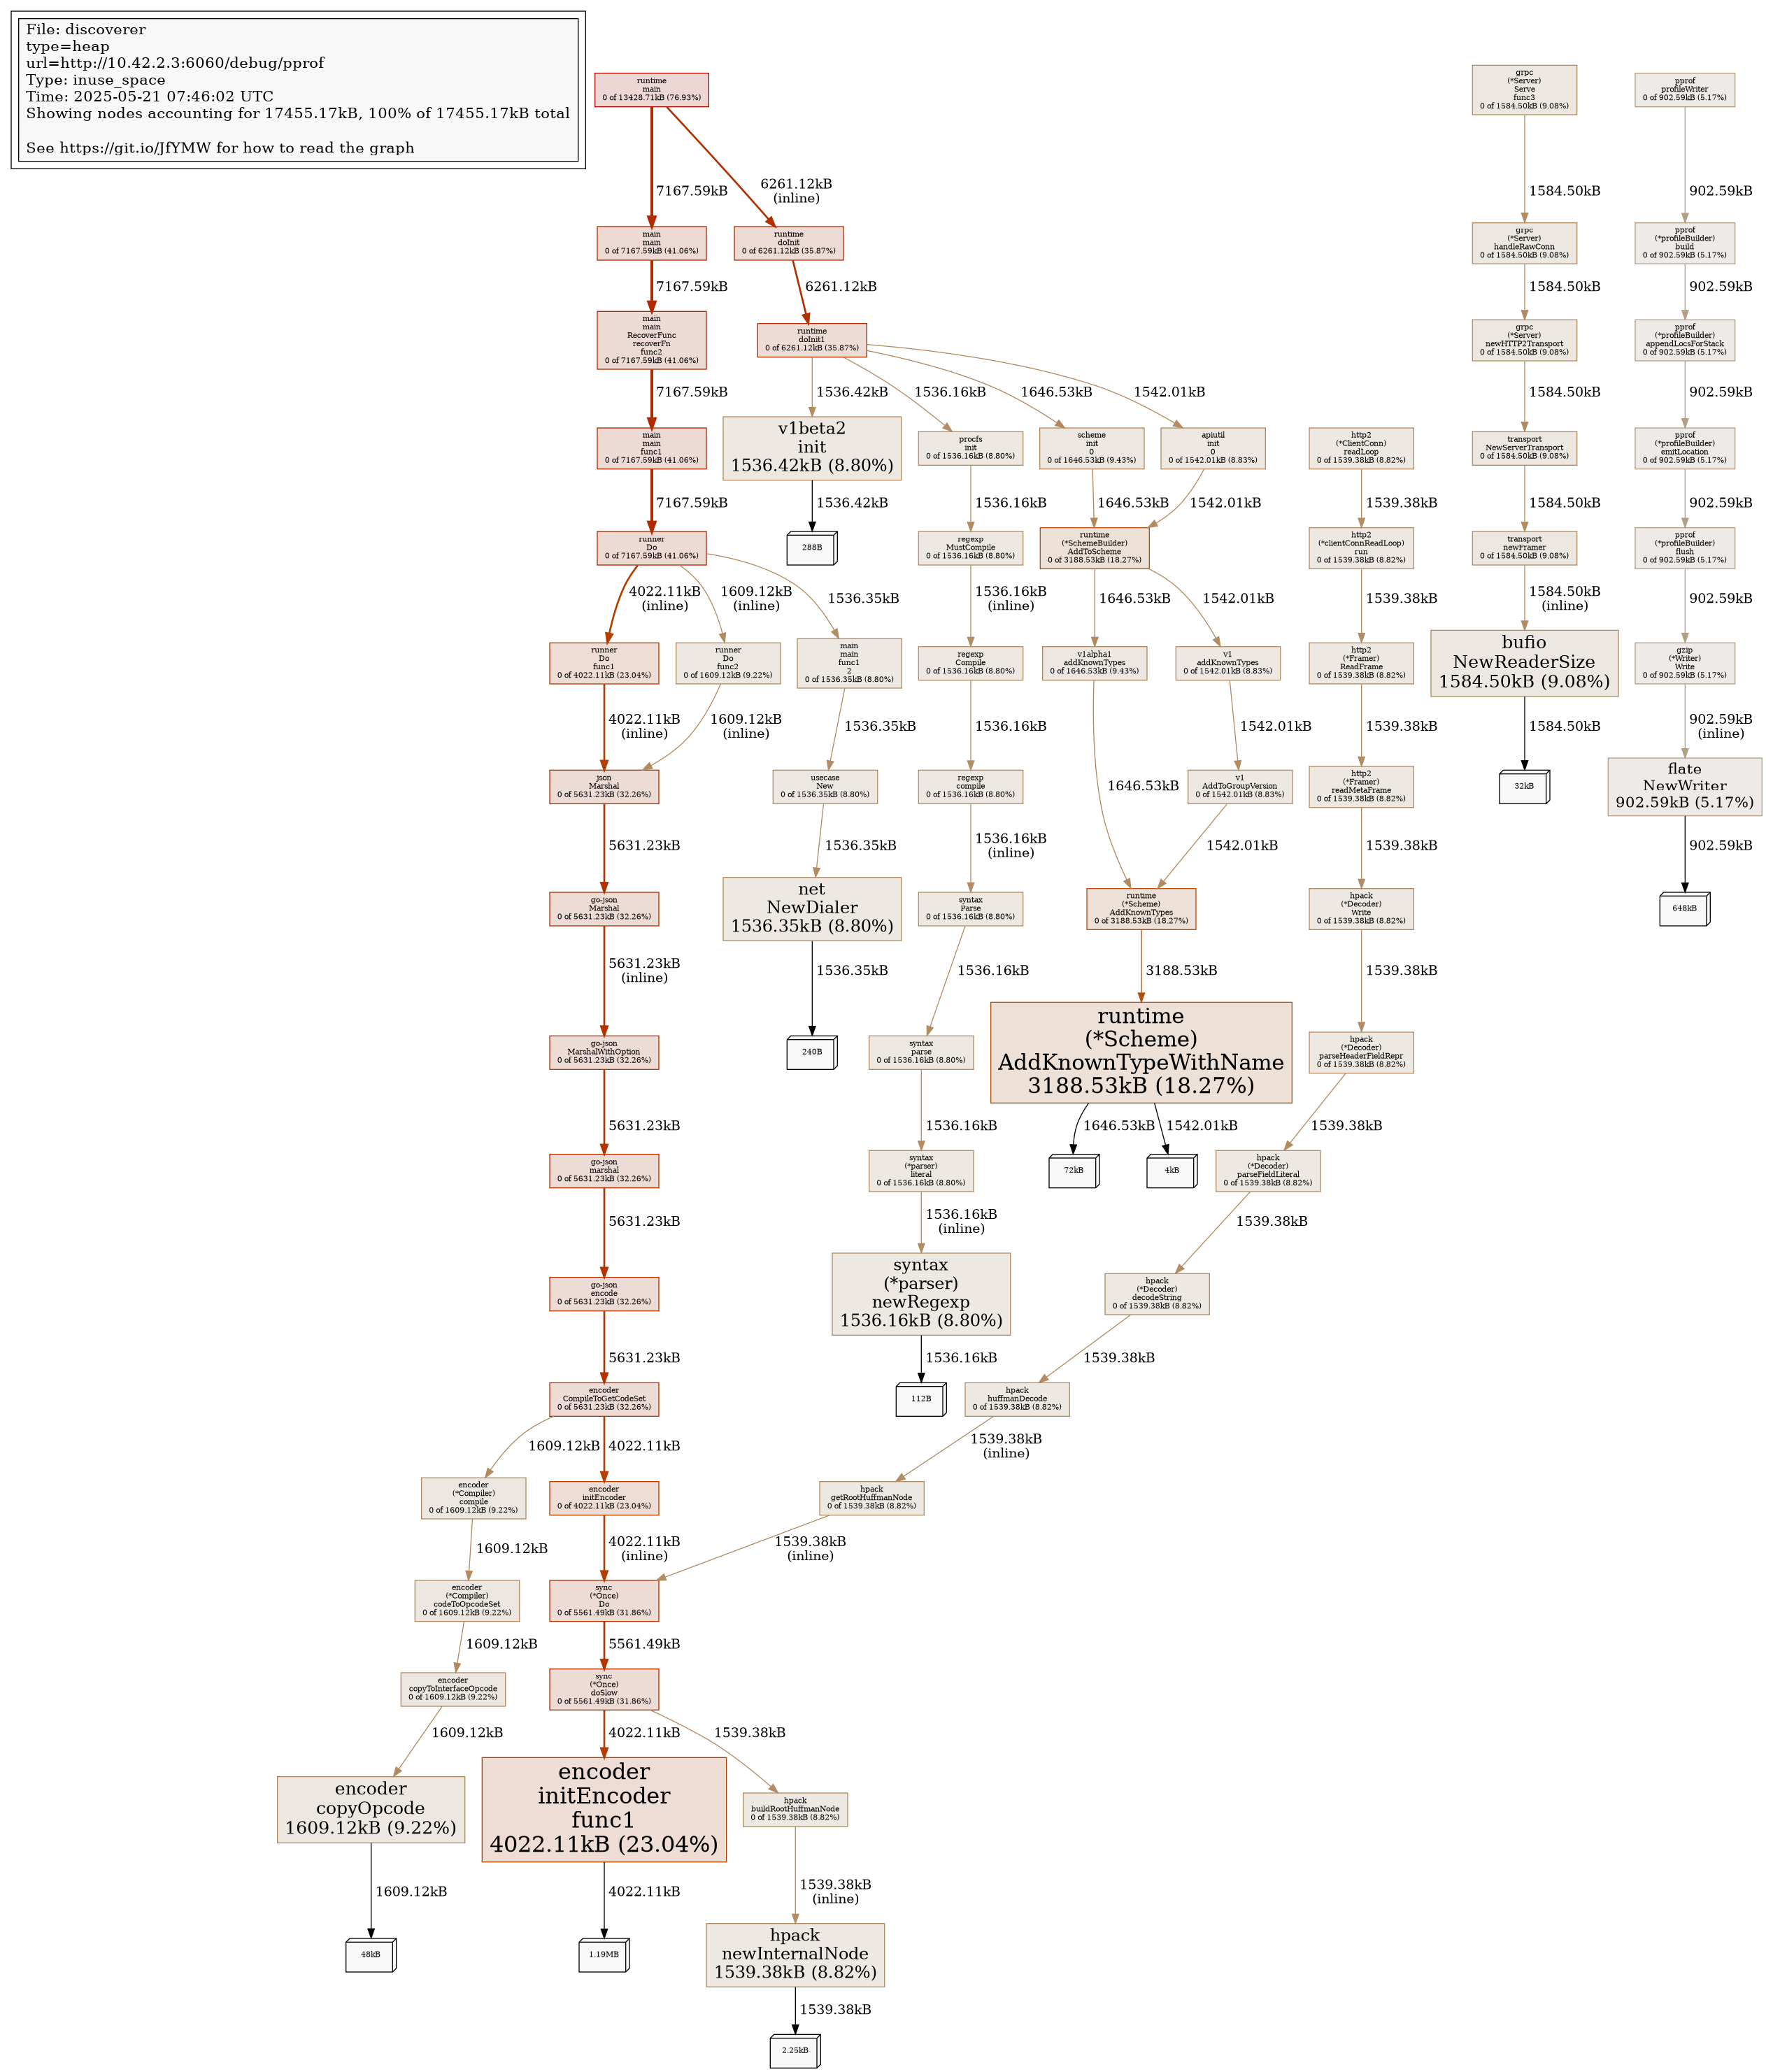 File: discoverer
type=heap
url=http://10.42.2.3:6060/debug/pprof
Type: inuse_space
Time: 2025-05-21 07:46:02 UTC
Showing nodes accounting for 17455.17kB, 100% of 17455.17kB total
See https://git.io/JfYMW for how to read the graph
runtime
main
0 of 13428.71kB (76.93%)
grpc
(*Server)
Serve
func3
0 of 1584.50kB (9.08%)
pprof
profileWriter
0 of 902.59kB (5.17%)
7167.59kB
6261.12kB
(inline)
1584.50kB
902.59kB
main
main
0 of 7167.59kB (41.06%)
runtime
doInit
0 of 6261.12kB (35.87%)
grpc
(*Server)
handleRawConn
0 of 1584.50kB (9.08%)
pprof
(*profileBuilder)
build
0 of 902.59kB (5.17%)
7167.59kB
6261.12kB
1584.50kB
902.59kB
main
main
RecoverFunc
recoverFn
func2
0 of 7167.59kB (41.06%)
runtime
doInit1
0 of 6261.12kB (35.87%)
grpc
(*Server)
newHTTP2Transport
0 of 1584.50kB (9.08%)
pprof
(*profileBuilder)
appendLocsForStack
0 of 902.59kB (5.17%)
7167.59kB
1536.42kB
1536.16kB
1646.53kB
1542.01kB
1584.50kB
902.59kB
main
main
func1
0 of 7167.59kB (41.06%)
v1beta2
init
1536.42kB (8.80%)
procfs
init
0 of 1536.16kB (8.80%)
scheme
init
0
0 of 1646.53kB (9.43%)
apiutil
init
0
0 of 1542.01kB (8.83%)
http2
(*ClientConn)
readLoop
0 of 1539.38kB (8.82%)
transport
NewServerTransport
0 of 1584.50kB (9.08%)
pprof
(*profileBuilder)
emitLocation
0 of 902.59kB (5.17%)
7167.59kB
1536.42kB
1536.16kB
1646.53kB
1542.01kB
1539.38kB
1584.50kB
902.59kB
runner
Do
0 of 7167.59kB (41.06%)
288B
regexp
MustCompile
0 of 1536.16kB (8.80%)
runtime
(*SchemeBuilder)
AddToScheme
0 of 3188.53kB (18.27%)
http2
(*clientConnReadLoop)
run
0 of 1539.38kB (8.82%)
transport
newFramer
0 of 1584.50kB (9.08%)
pprof
(*profileBuilder)
flush
0 of 902.59kB (5.17%)
4022.11kB
(inline)
1609.12kB
(inline)
1536.35kB
1536.16kB
(inline)
1646.53kB
1542.01kB
1539.38kB
1584.50kB
(inline)
902.59kB
runner
Do
func1
0 of 4022.11kB (23.04%)
runner
Do
func2
0 of 1609.12kB (9.22%)
main
main
func1
2
0 of 1536.35kB (8.80%)
regexp
Compile
0 of 1536.16kB (8.80%)
v1alpha1
addKnownTypes
0 of 1646.53kB (9.43%)
v1
addKnownTypes
0 of 1542.01kB (8.83%)
http2
(*Framer)
ReadFrame
0 of 1539.38kB (8.82%)
bufio
NewReaderSize
1584.50kB (9.08%)
gzip
(*Writer)
Write
0 of 902.59kB (5.17%)
4022.11kB
(inline)
1609.12kB
(inline)
1536.35kB
1536.16kB
1542.01kB
1539.38kB
1584.50kB
902.59kB
(inline)
json
Marshal
0 of 5631.23kB (32.26%)
usecase
New
0 of 1536.35kB (8.80%)
regexp
compile
0 of 1536.16kB (8.80%)
1646.53kB
v1
AddToGroupVersion
0 of 1542.01kB (8.83%)
http2
(*Framer)
readMetaFrame
0 of 1539.38kB (8.82%)
32kB
flate
NewWriter
902.59kB (5.17%)
5631.23kB
1536.35kB
1536.16kB
(inline)
1542.01kB
1539.38kB
902.59kB
go-json
Marshal
0 of 5631.23kB (32.26%)
net
NewDialer
1536.35kB (8.80%)
syntax
Parse
0 of 1536.16kB (8.80%)
runtime
(*Scheme)
AddKnownTypes
0 of 3188.53kB (18.27%)
hpack
(*Decoder)
Write
0 of 1539.38kB (8.82%)
648kB
5631.23kB
(inline)
1536.35kB
1536.16kB
3188.53kB
1539.38kB
go-json
MarshalWithOption
0 of 5631.23kB (32.26%)
240B
syntax
parse
0 of 1536.16kB (8.80%)
runtime
(*Scheme)
AddKnownTypeWithName
3188.53kB (18.27%)
hpack
(*Decoder)
parseHeaderFieldRepr
0 of 1539.38kB (8.82%)
5631.23kB
1536.16kB
1646.53kB
1542.01kB
1539.38kB
go-json
marshal
0 of 5631.23kB (32.26%)
syntax
(*parser)
literal
0 of 1536.16kB (8.80%)
72kB
4kB
hpack
(*Decoder)
parseFieldLiteral
0 of 1539.38kB (8.82%)
5631.23kB
1536.16kB
(inline)
1539.38kB
go-json
encode
0 of 5631.23kB (32.26%)
syntax
(*parser)
newRegexp
1536.16kB (8.80%)
hpack
(*Decoder)
decodeString
0 of 1539.38kB (8.82%)
5631.23kB
1536.16kB
1539.38kB
encoder
CompileToGetCodeSet
0 of 5631.23kB (32.26%)
112B
hpack
huffmanDecode
0 of 1539.38kB (8.82%)
1609.12kB
4022.11kB
1539.38kB
(inline)
encoder
(*Compiler)
compile
0 of 1609.12kB (9.22%)
encoder
initEncoder
0 of 4022.11kB (23.04%)
hpack
getRootHuffmanNode
0 of 1539.38kB (8.82%)
1609.12kB
4022.11kB
(inline)
1539.38kB
(inline)
encoder
(*Compiler)
codeToOpcodeSet
0 of 1609.12kB (9.22%)
sync
(*Once)
Do
0 of 5561.49kB (31.86%)
1609.12kB
5561.49kB
encoder
copyToInterfaceOpcode
0 of 1609.12kB (9.22%)
sync
(*Once)
doSlow
0 of 5561.49kB (31.86%)
1609.12kB
4022.11kB
1539.38kB
encoder
copyOpcode
1609.12kB (9.22%)
encoder
initEncoder
func1
4022.11kB (23.04%)
hpack
buildRootHuffmanNode
0 of 1539.38kB (8.82%)
1609.12kB
4022.11kB
1539.38kB
(inline)
48kB
1.19MB
hpack
newInternalNode
1539.38kB (8.82%)
1539.38kB
2.25kB